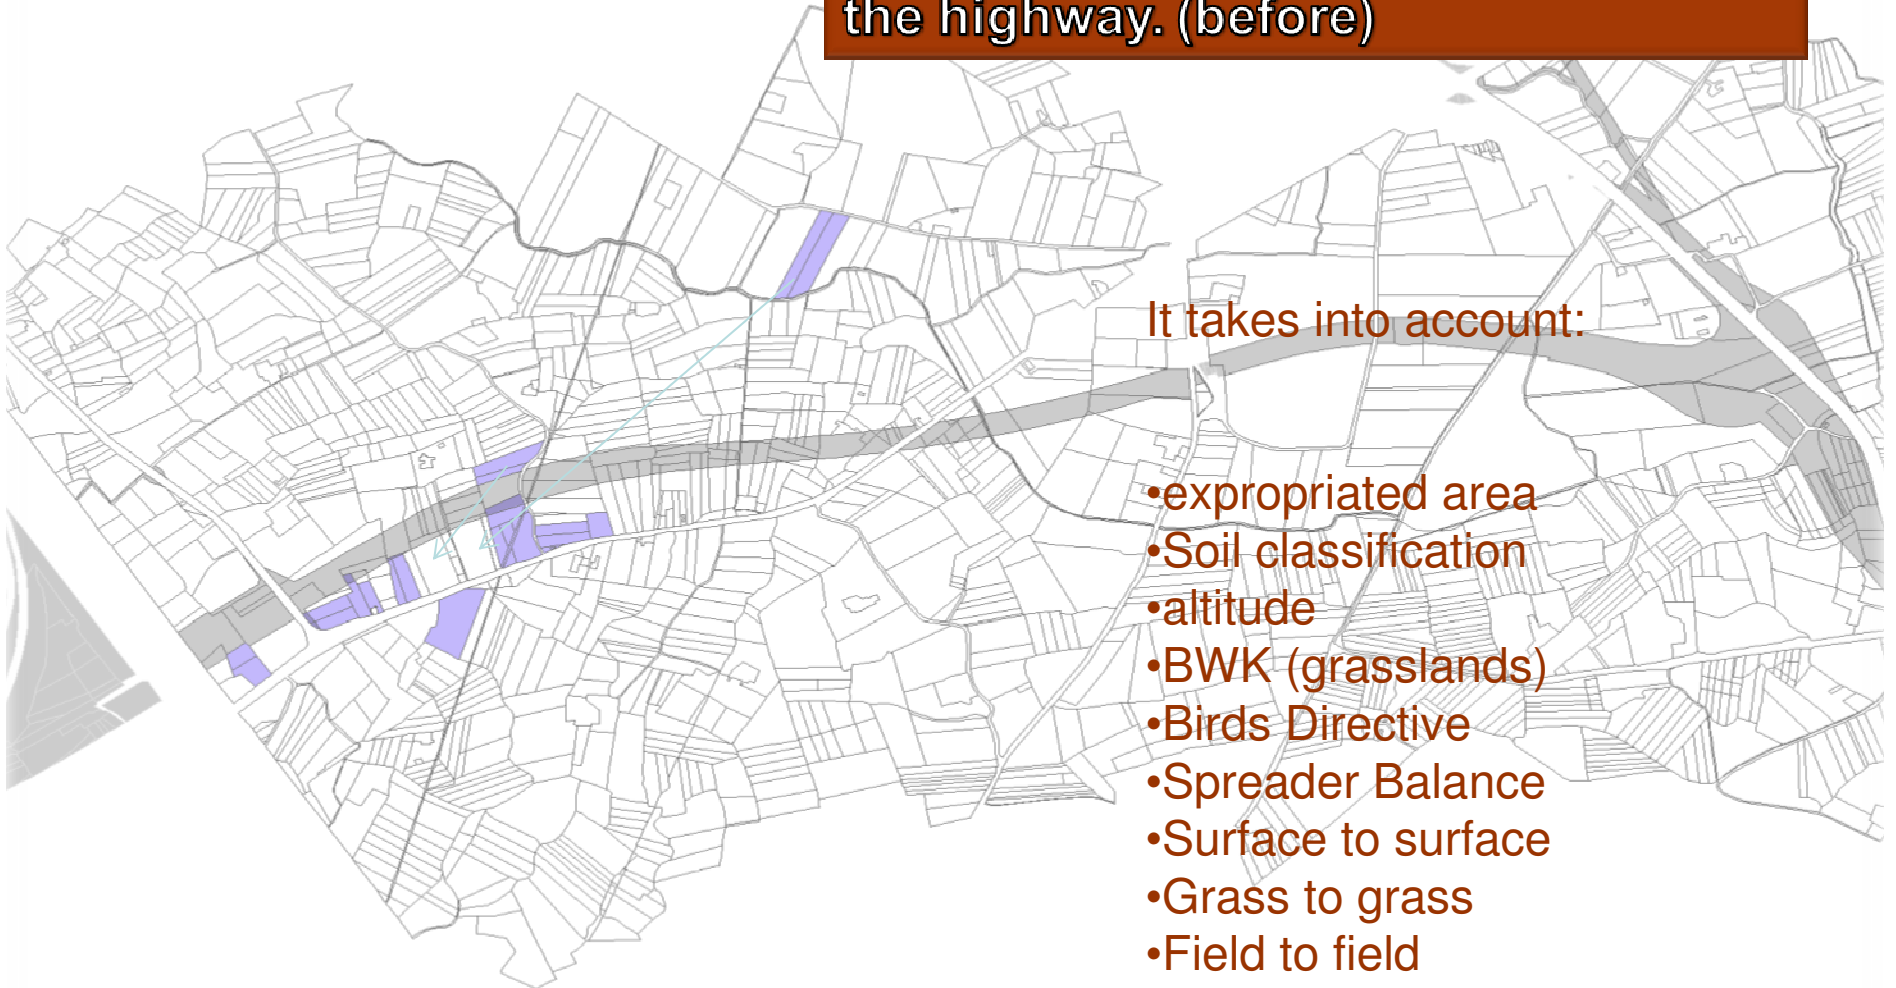 the highway. (before)
It takes into account:
•expropriated area
•Soil classification
•altitude
•BWK (grasslands)
•Birds Directive
•Spreader Balance
•Surface to surface
•Grass to grass
•Field to field